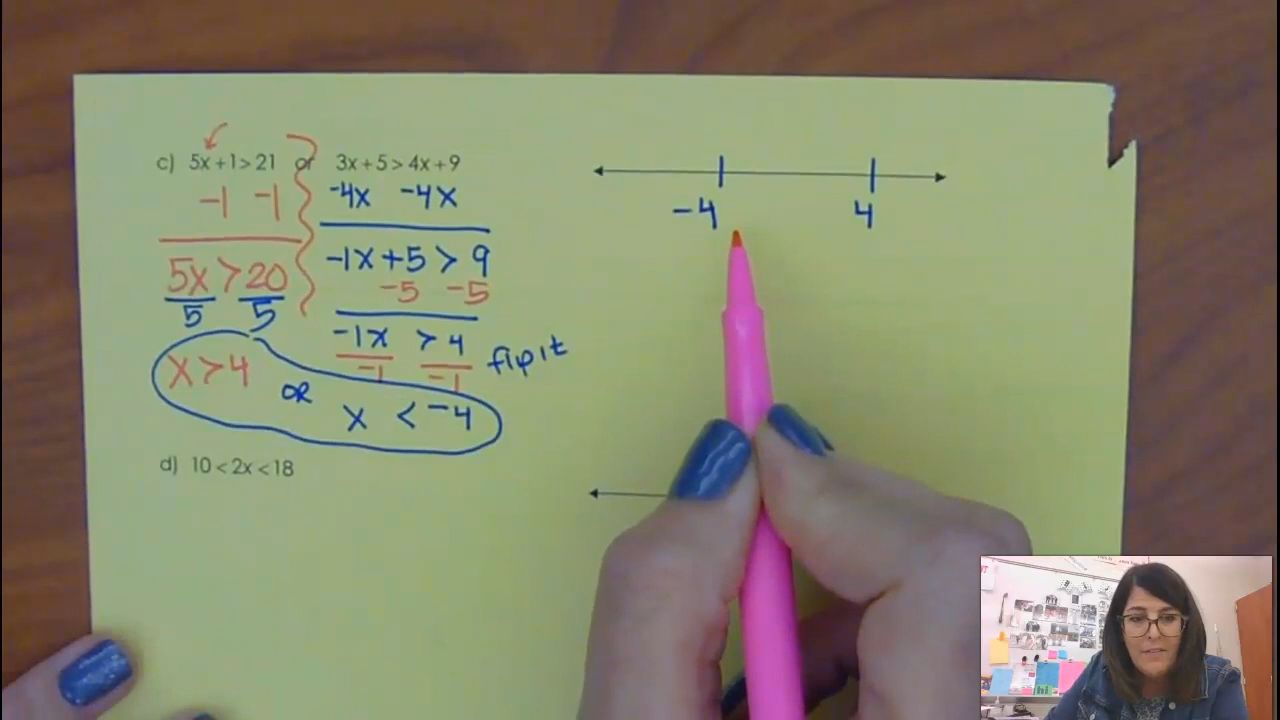 c) 5x+1>21 or 3x+5>4x+9
-1 -1 -4x -4x
5x>20 -1x+5>9
5 5 -5 -5
-1x >4 flip it
-1 -1
x>4 OR x < -4
d) 10<2x<18
-4 4
hi